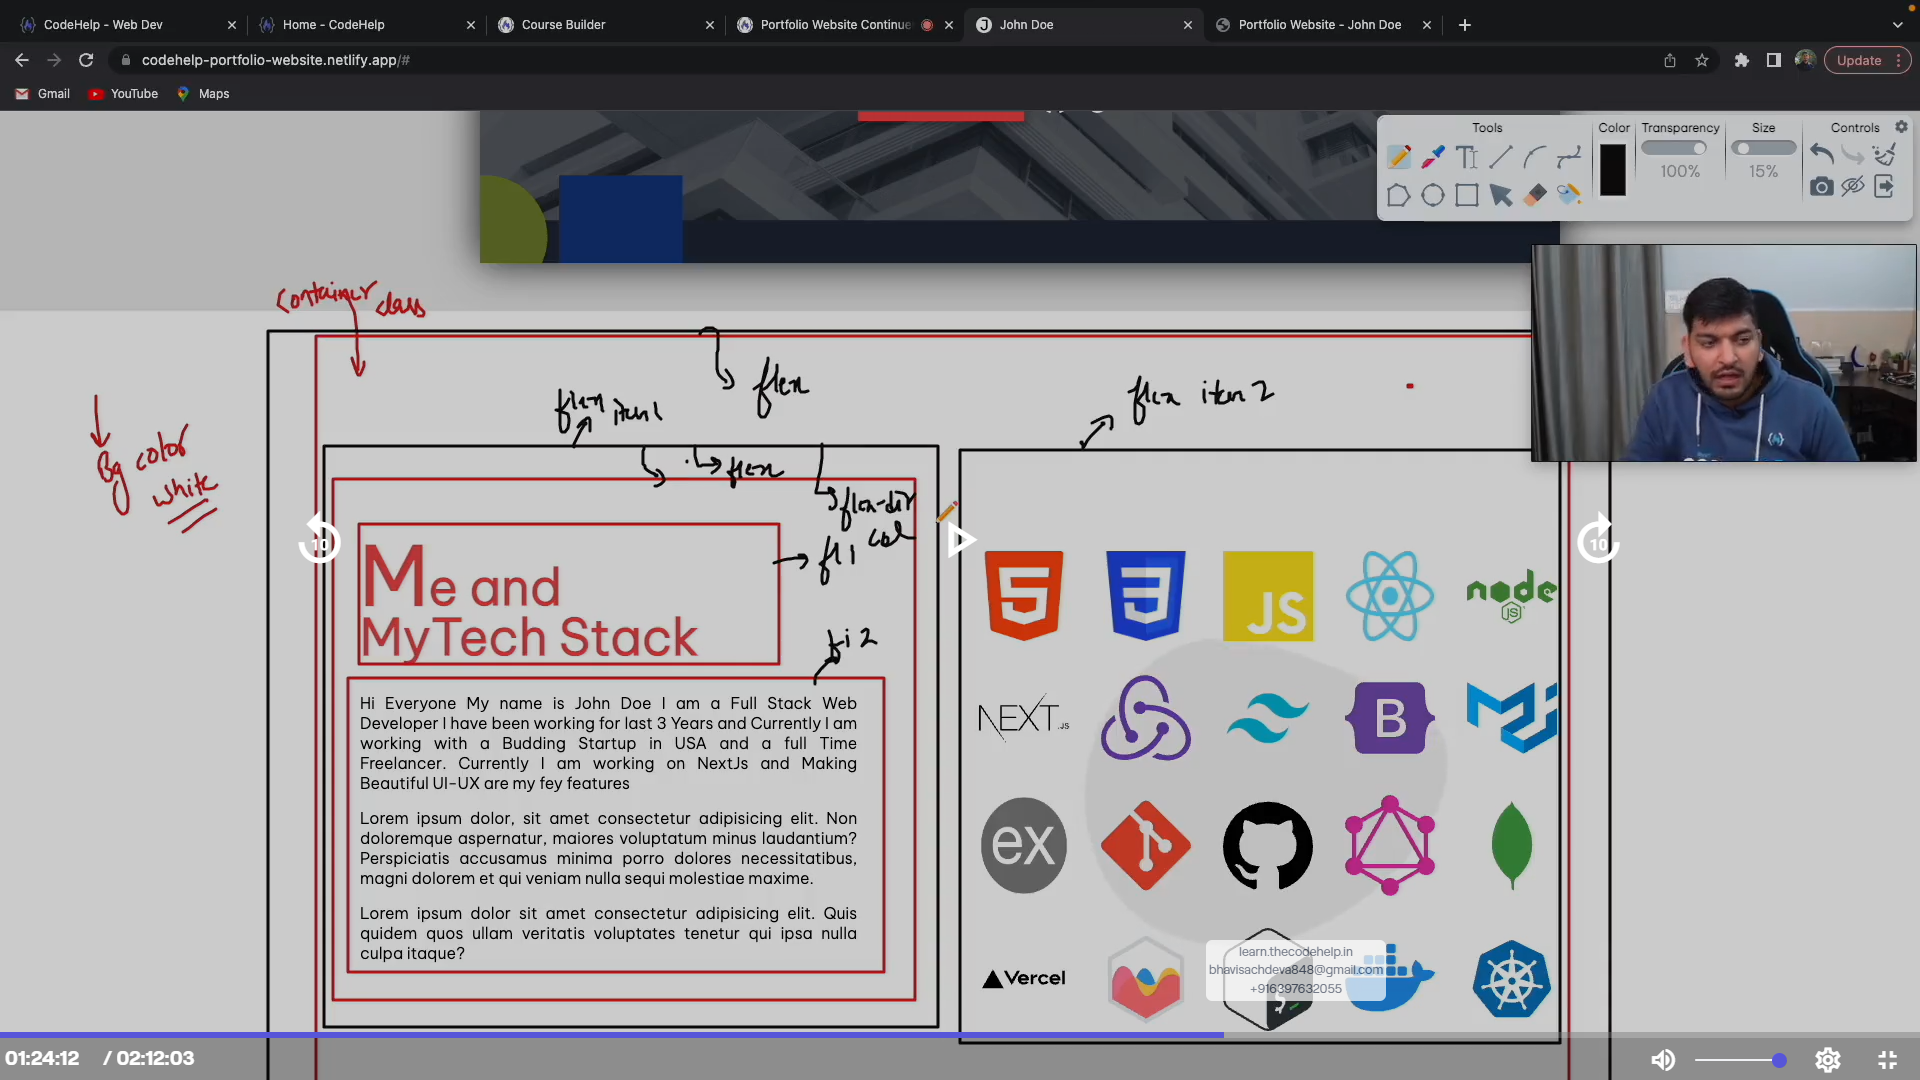 CodeHelp - Web Dev
Home - CodeHelp
Course Builder
Portfolio Website Continue
John Doe
Portfolio Website - John Doe
codehelp-portfolio-website.netlify.app/#
Update
Gmail
YouTube
Maps
Tools
Color
Transparency
Size
Controls
100%
15%
container class
flex
flex item 1
flex item 2
Bg color
white
flex
flex-dir
col
fi 1
10
10
Me and
MyTech Stack
fi 2
Hi Everyone My name is John Doe I am a Full Stack Web
Developer I have been working for last 3 Years and Currently I am
working with a Budding Startup in USA and a full Time
Freelancer. Currently I am working on NextJs and Making
Beautiful UI-UX are my fey features
Lorem ipsum dolor, sit amet consectetur adipisicing elit. Non
doloremque aspernatur, maiores voluptatum minus laudantium?
Perspiciatis accusamus minima porro dolores necessitatibus,
magni dolorem et qui veniam nulla sequi molestiae maxime.
Lorem ipsum dolor sit amet consectetur adipisicing elit. Quis
quidem quos ullam veritatis voluptates tenetur qui ipsa nulla
culpa itaque?
JS
node
JS
NEXT.JS
B
ex
Vercel
learn.thecodehelp.in
bhavisachdeva848@gmail.com
+916397632055
01:24:12 / 02:12:03